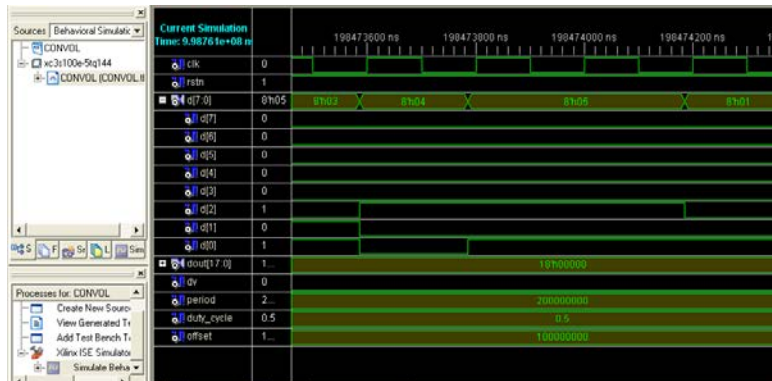 Sources Behavioral Simulatic
CONVOL
xc3s100e-5tq144
CONVOL (CONVOL.tl
Sim
Processes for: CONVOL
Create New Sourc
View Generated Te
Add Test Bench T
Xilinx ISE Simulator
Simulate Beha
Current Simulation
Time: 9.98761e+08 n
198473600 ns 198473800 ns 198474000 ns 198474200 ns
clk 0
rstn 1
d[7:0] 8'h05 8'h03 8'h04 8'h05 8'h01
d[7] 0
d[6] 0
d[5] 0
d[4] 0
d[3] 0
d[2] 1
d[1] 0
d[0] 1
dout[17:0] 1... 18'h00000
dv 0
period 2... 200000000
duty_cycle 0.5 0.5
offset 1... 100000000